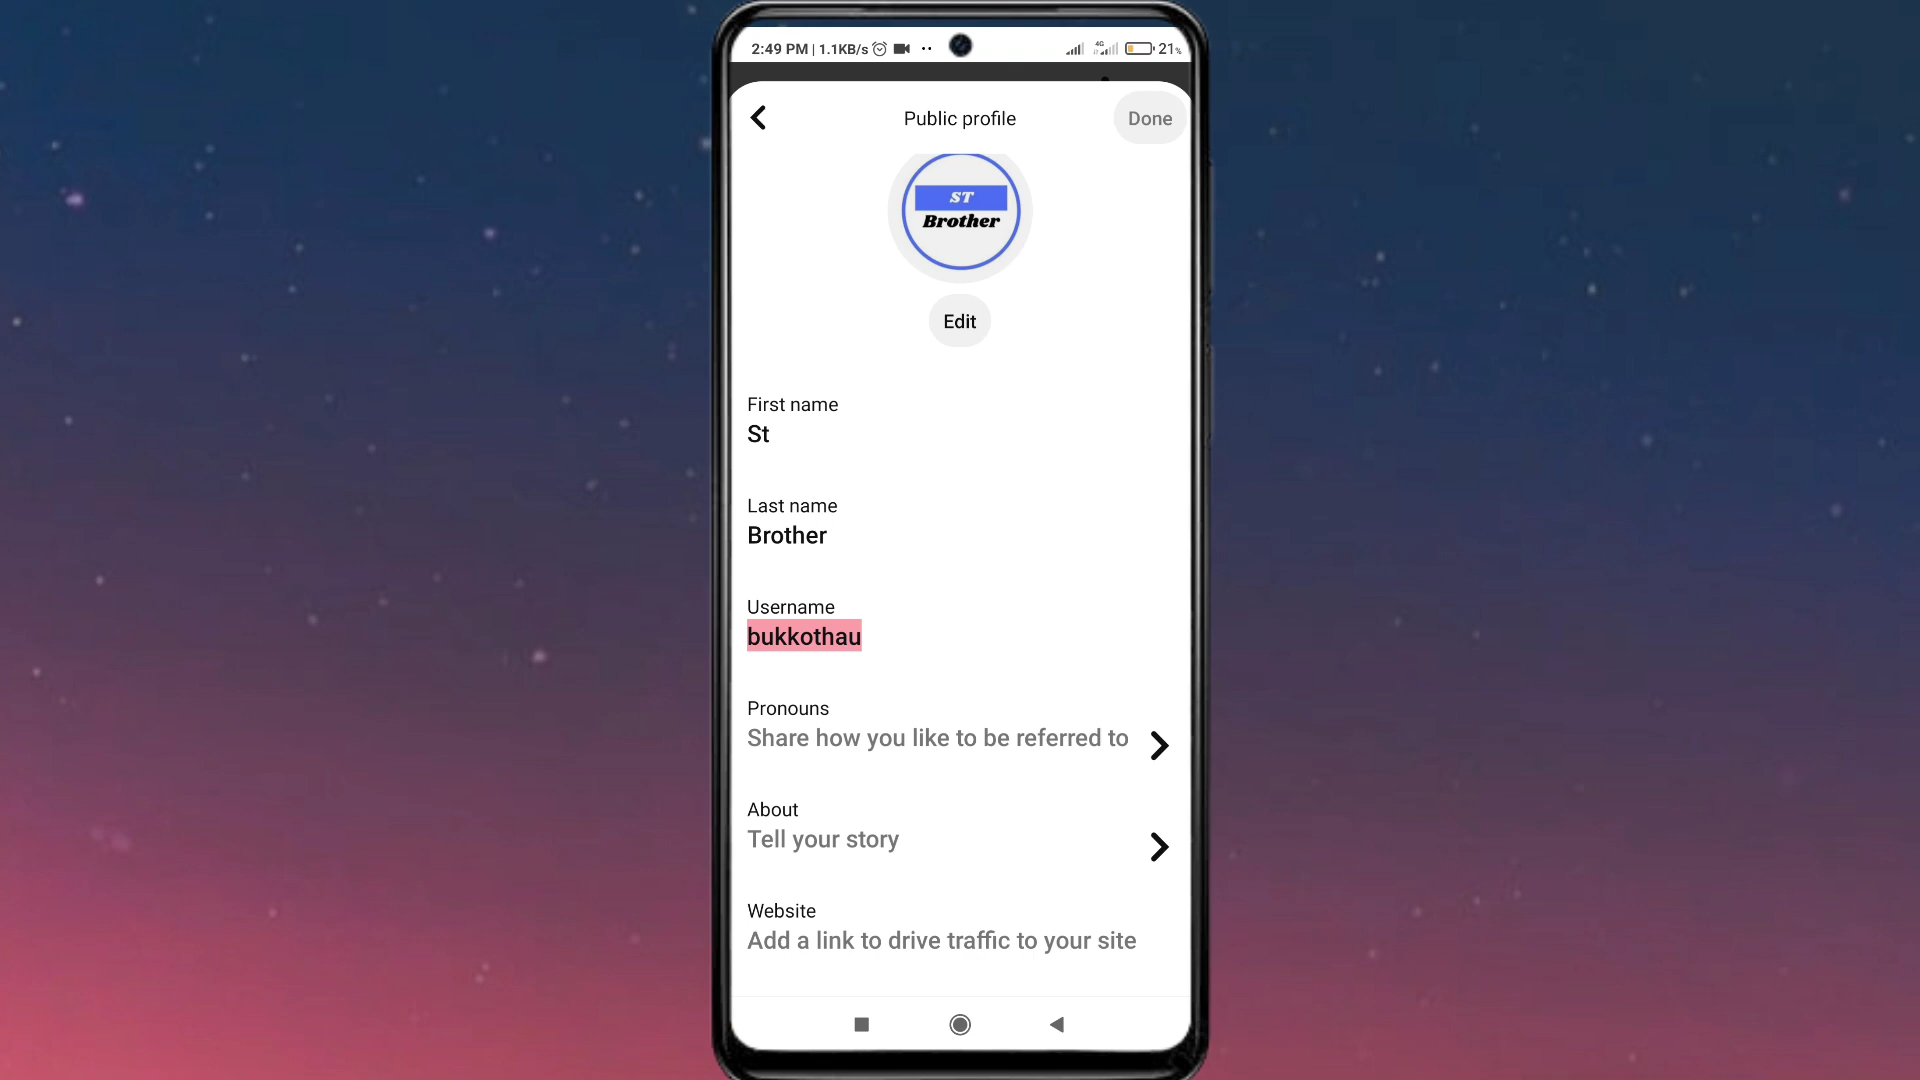 2:49 PM | 1.1KB/s 4G 21%
Public profile
Done
ST
Brother
Edit
First name
St
Last name
Brother
Username
bukkothau
Pronouns
Share how you like to be referred to
About
Tell your story
Website
Add a link to drive traffic to your site